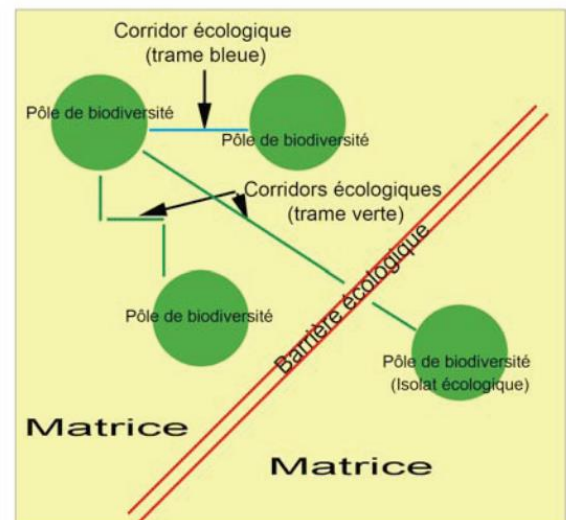 Corridor écologique
(trame bleue)
Pôle de biodiversité
Pôle de biodiversité
Corridors écologiques
(trame verte)
Barrière écologique
Pôle de biodiversité
Pôle de biodiversité
(Isolat écologique)
Matrice
Matrice